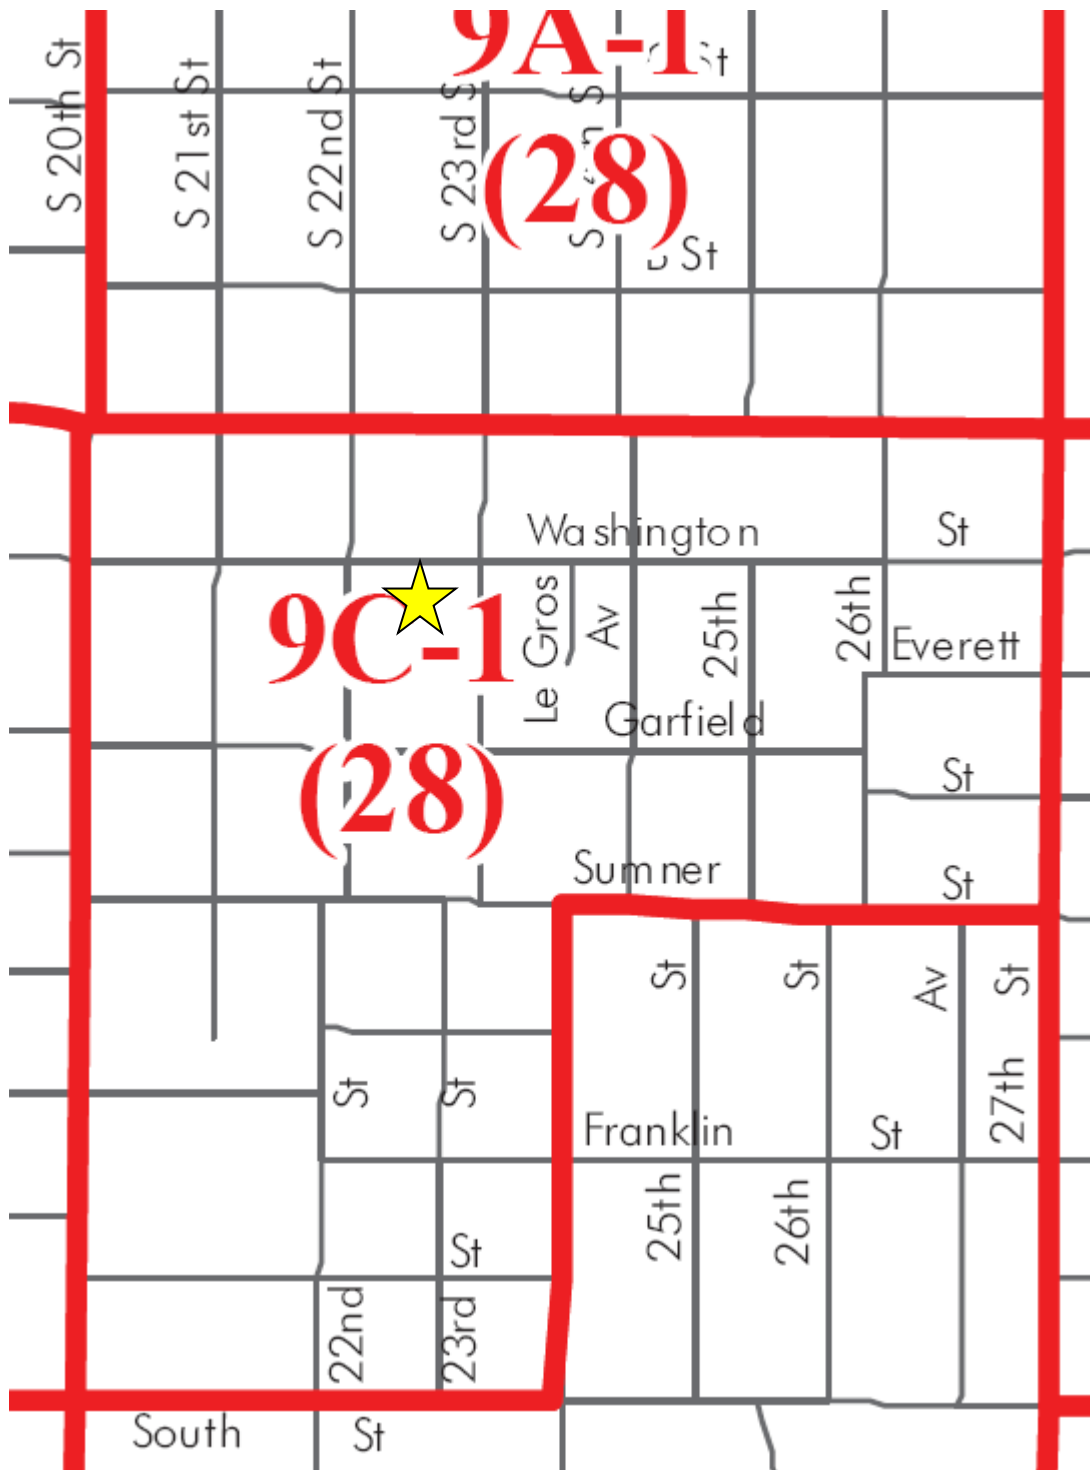 9A-1
St
S 20th St
S 21st St
S 22nd St
S 23rd S
S
(28)
St
Washington St
9C-1
Le Gros Av
25th
26th
Everett
Garfield
St
(28)
Sumner
St
St
St
Av
St
27th
St
St
Franklin St
25th
26th
St
22nd
23rd
South St